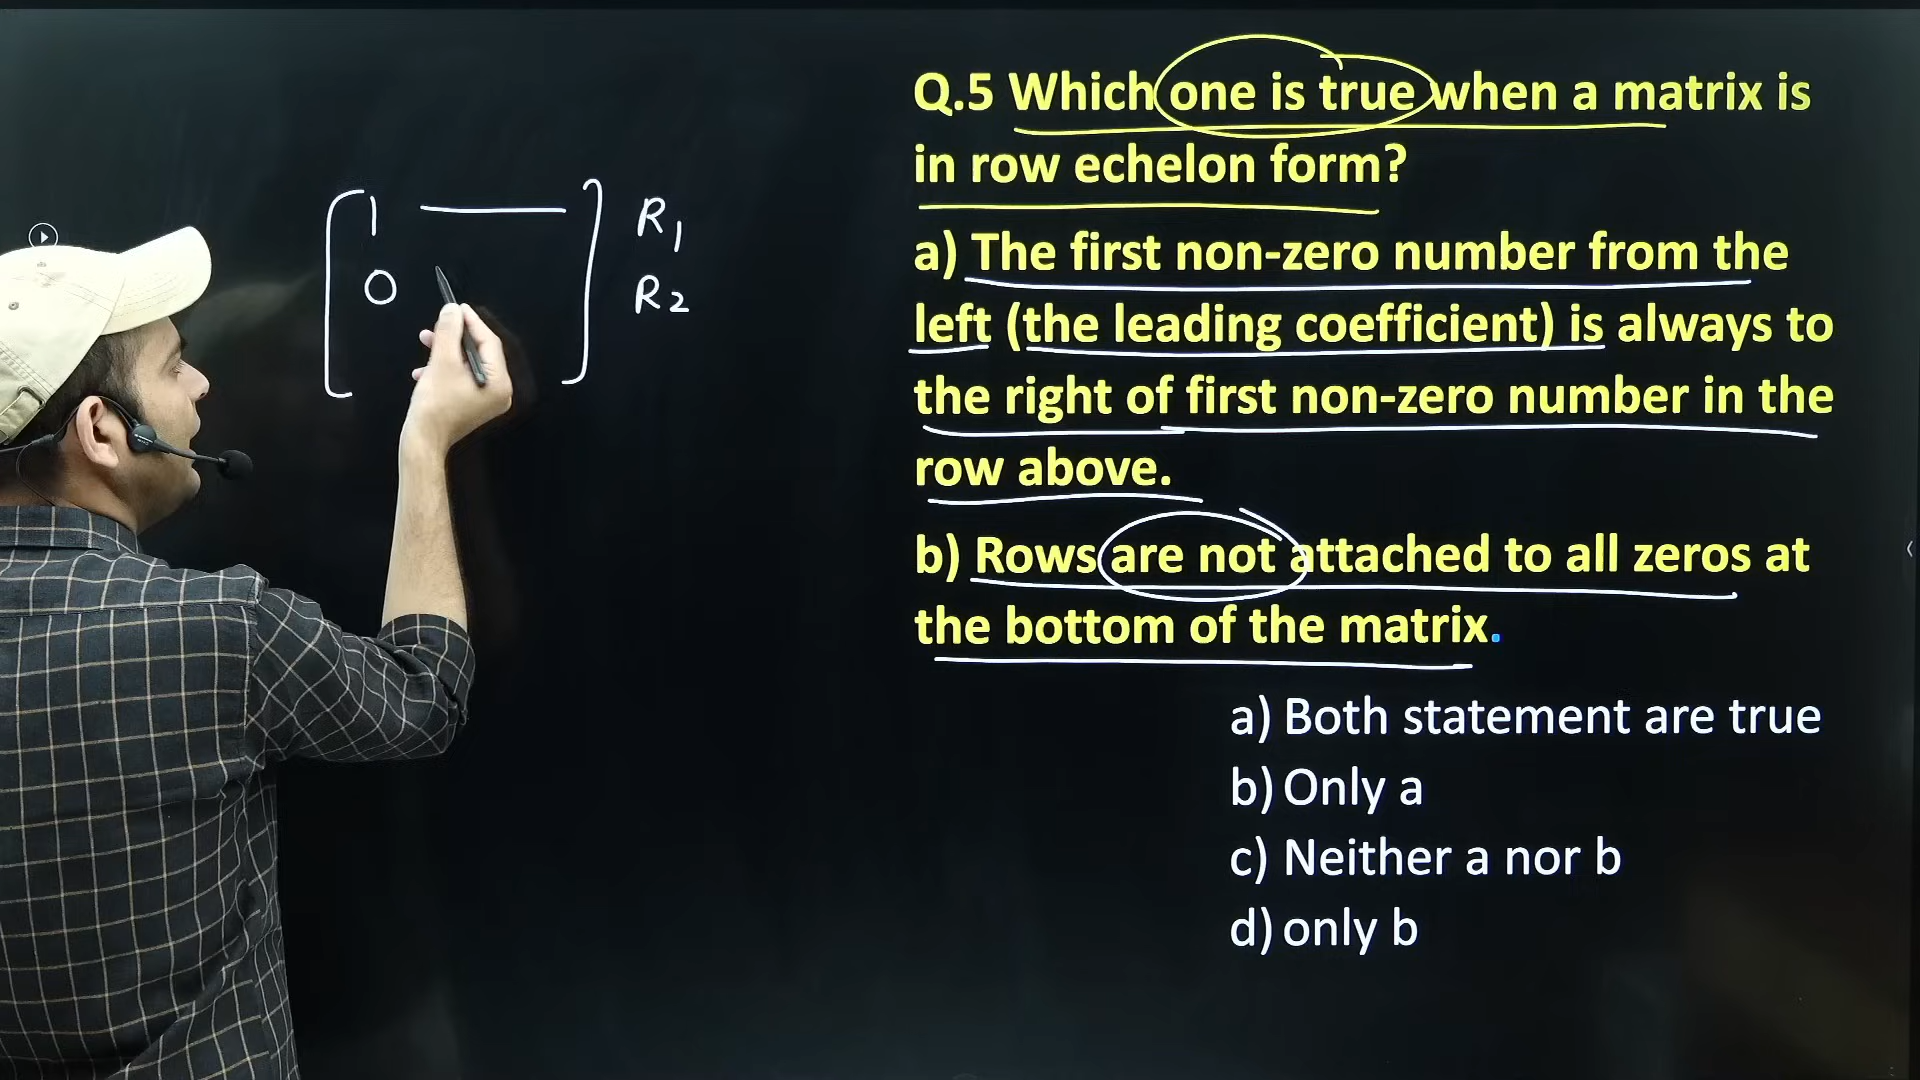 Q.5 Which one is true when a matrix is
in row echelon form?
a) The first non-zero number from the
left (the leading coefficient) is always to
the right of first non-zero number in the
row above.
b) Rows are not attached to all zeros at
the bottom of the matrix.
a) Both statement are true
b) Only a
c) Neither a nor b
d) only b
1 R1
0 R2